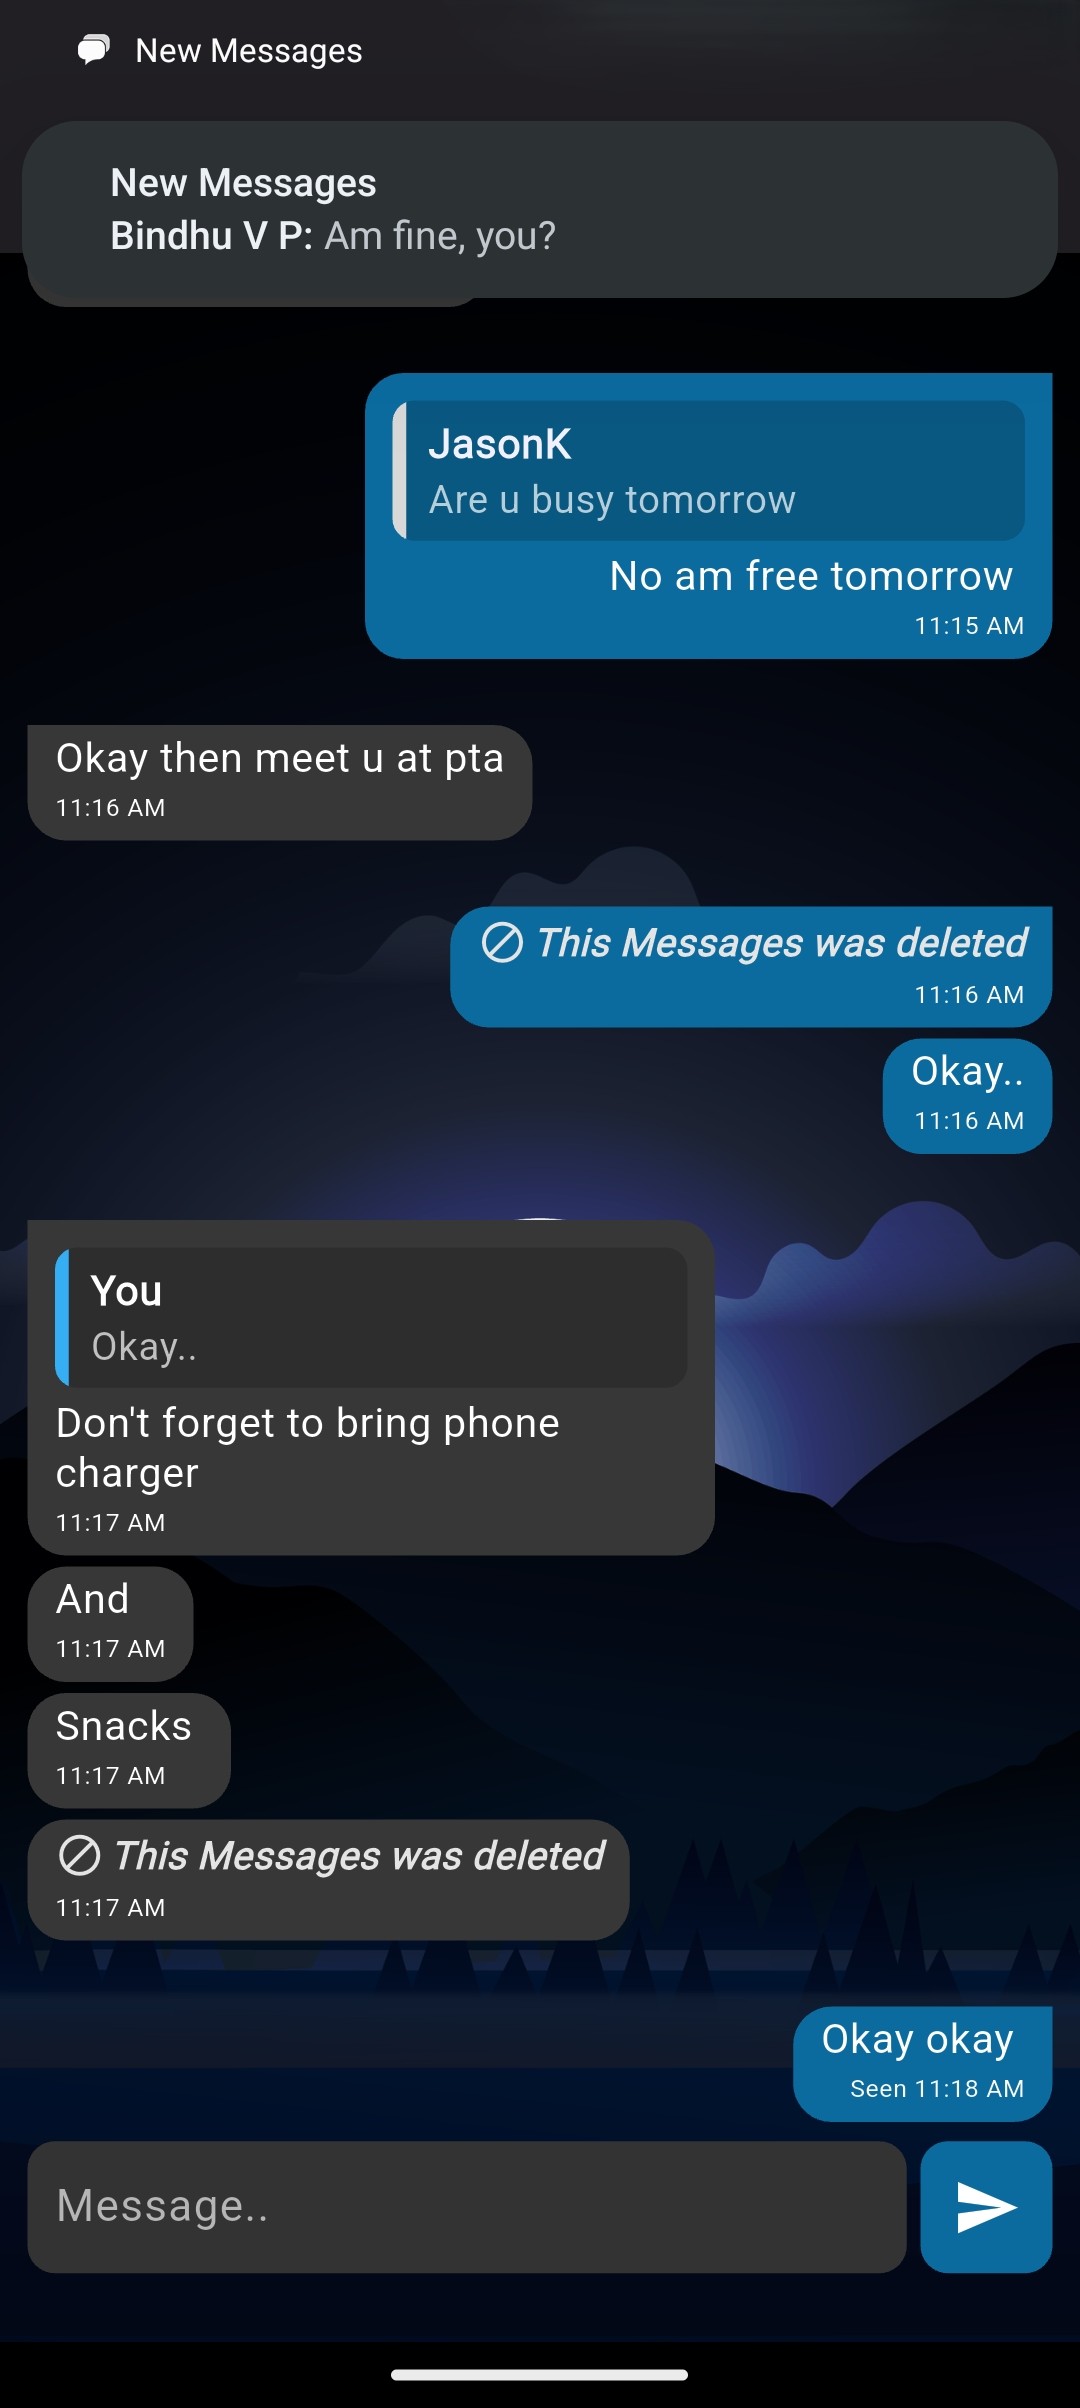 New Messages
New Messages
Bindhu V P: Am fine, you?
JasonK
Are u busy tomorrow
No am free tomorrow
11:15 AM
Okay then meet u at pta
11:16 AM
This Messages was deleted
11:16 AM
Okay..
11:16 AM
You
Okay..
Don't forget to bring phone
charger
11:17 AM
And
11:17 AM
Snacks
11:17 AM
This Messages was deleted
11:17 AM
Okay okay
Seen 11:18 AM
Message..